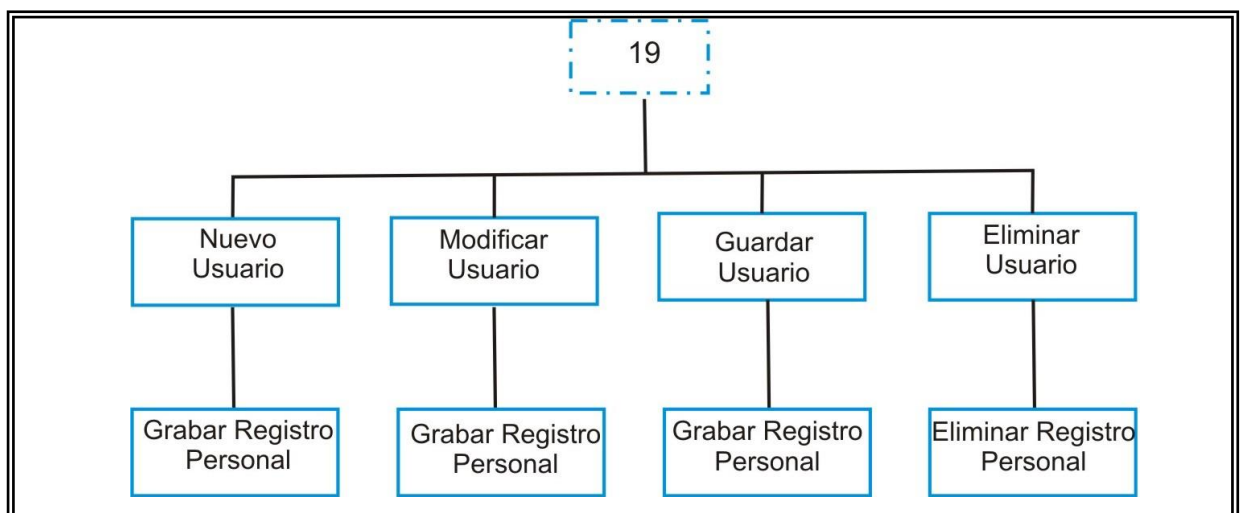 19
Nuevo
Usuario
Modificar
Usuario
Guardar
Usuario
Eliminar
Usuario
Grabar Registro
Personal
Grabar Registro
Personal
Grabar Registro
Personal
Eliminar Registro
Personal